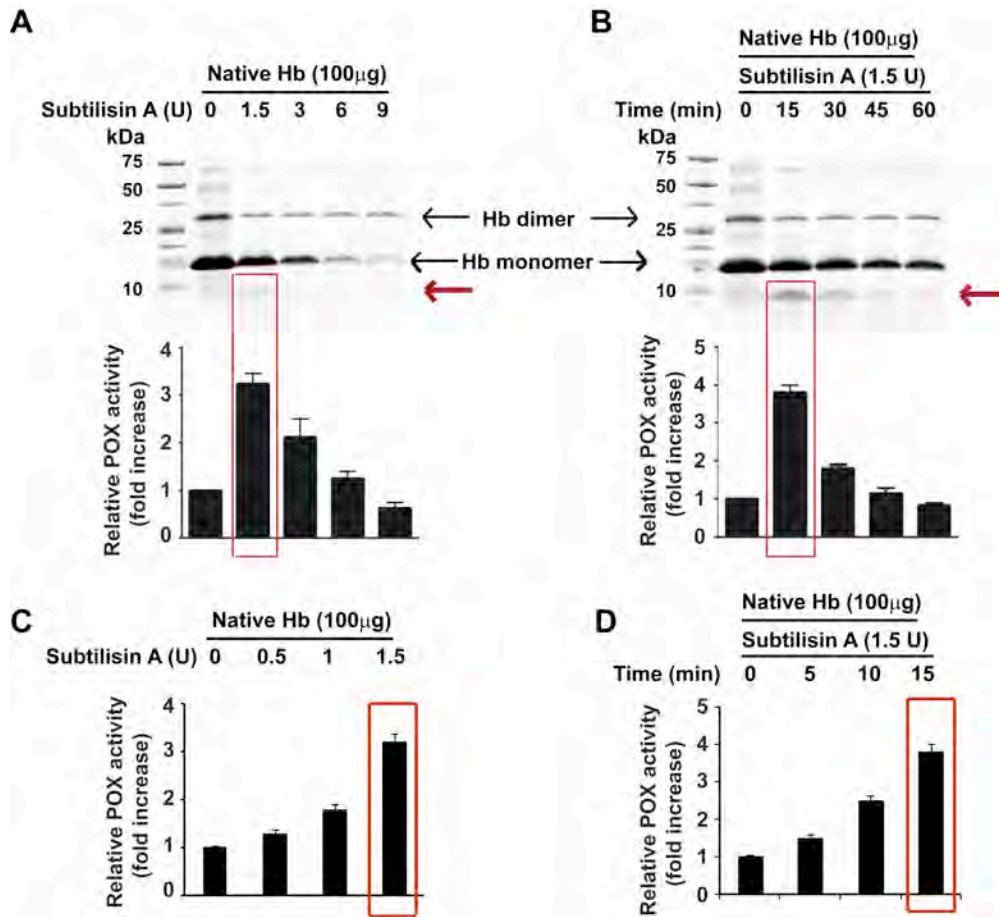 A
Native Hb (100μg)
Subtilisin A (U) 0 1.5 3 6 9
kDa
75
50
25
10
Hb dimer
Hb monomer
Relative POX activity
(fold increase)
4
3
2
1
0
B
Native Hb (100μg)
Subtilisin A (1.5 U)
Time (min) 0 15 30 45 60
kDa
75
50
25
10
Relative POX activity
(fold increase)
5
4
3
2
1
0
C
Native Hb (100μg)
Subtilisin A (U) 0 0.5 1 1.5
Relative POX activity
(fold increase)
4
3
2
1
0
D
Native Hb (100μg)
Subtilisin A (1.5 U)
Time (min) 0 5 10 15
Relative POX activity
(fold increase)
5
4
3
2
1
0